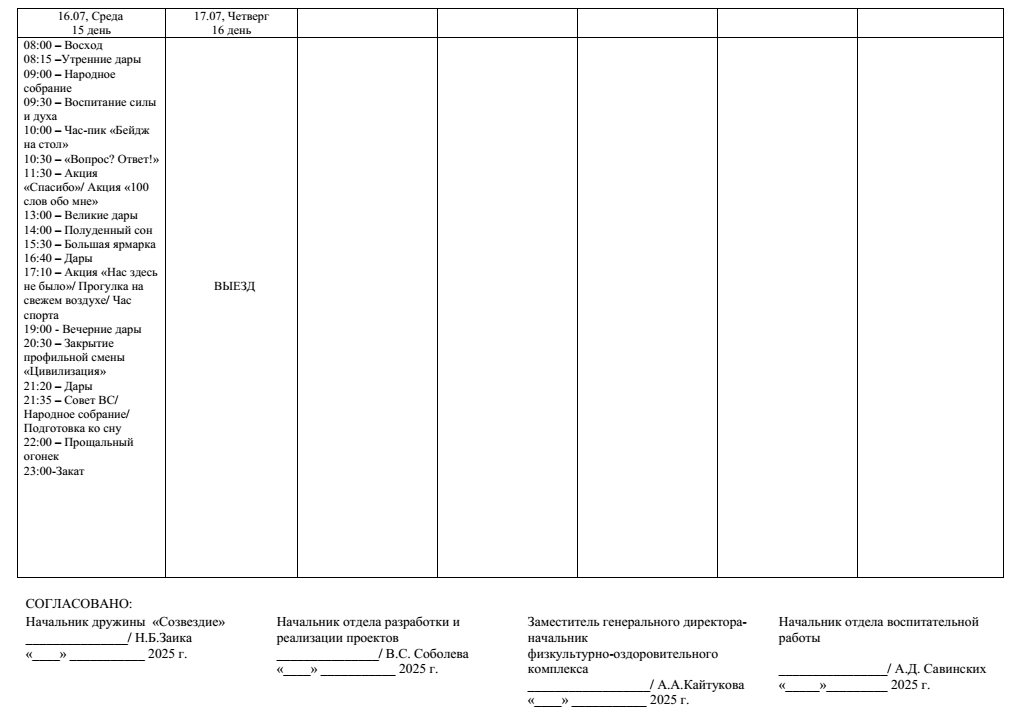 16.07, Среда
15 день
17.07, Четверг
16 день
08:00 – Восход
08:15 –Утренние дары
09:00 – Народное
собрание
09:30 – Воспитание силы
и духа
10:00 – Час-пик «Бейдж
на стол»
10:30 – «Вопрос? Ответ!»
11:30 – Акция
«Спасибо»/ Акция «100
слов обо мне»
13:00 – Великие дары
14:00 – Полуденный сон
15:30 – Большая ярмарка
16:40 – Дары
17:10 – Акция «Нас здесь
не было»/ Прогулка на
свежем воздухе/ Час
спорта
19:00 - Вечерние дары
20:30 – Закрытие
профильной смены
«Цивилизация»
21:20 – Дары
21:35 – Совет ВС/
Народное собрание/
Подготовка ко сну
22:00 – Прощальный
огонек
23:00-Закат
ВЫЕЗД
СОГЛАСОВАНО:
Начальник дружины «Созвездие»
_______________/ Н.Б.Заика
«____» ___________ 2025 г.
Начальник отдела разработки и
реализации проектов
_______________/ В.С. Соболева
«____» ___________ 2025 г.
Заместитель генерального директора-
начальник
физкультурно-оздоровительного
комплекса
__________________/ А.А.Кайтукова
«____» ___________ 2025 г.
Начальник отдела воспитательной
работы
________________/ А.Д. Савинских
«_____»_________ 2025 г.